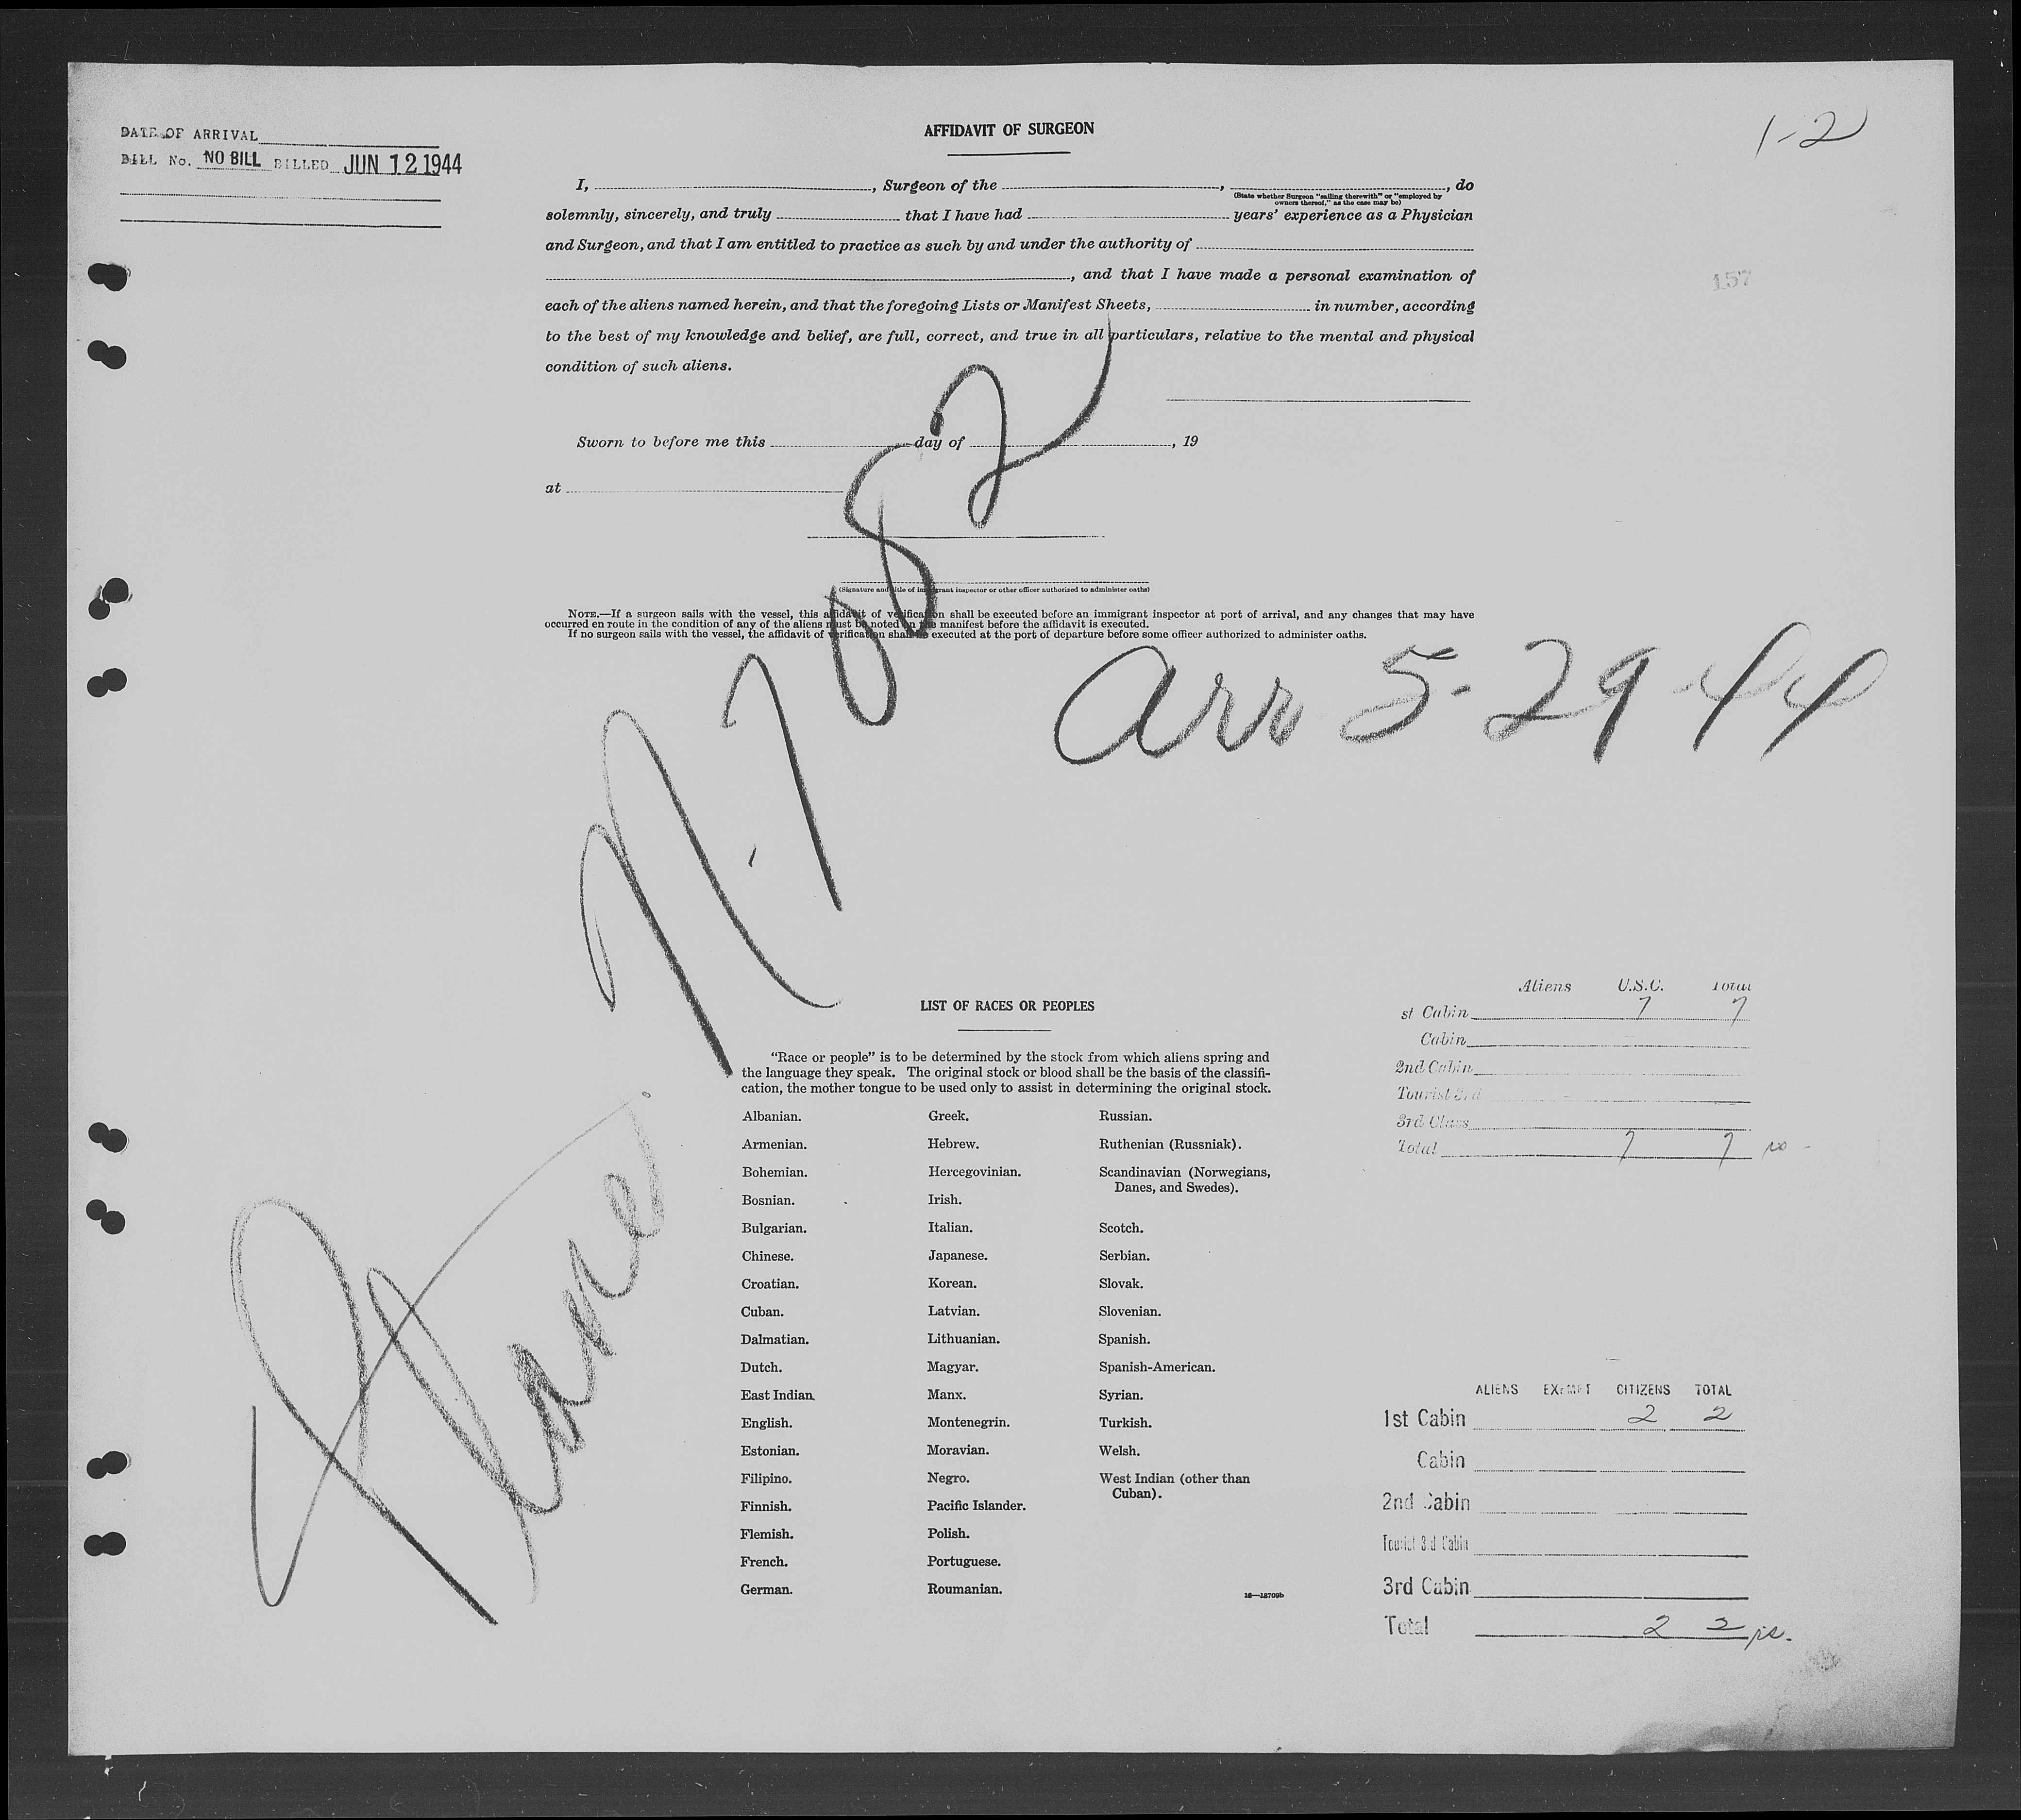 DATE OF ARRIVAL
BILL No. NO BILL BILLED JUN 12 1944
AFFIDAVIT OF SURGEON
1-2
157
I, , Surgeon of the , , do
(State whether Surgeon "sailing therewith" or "employed by
owners thereof," as the case may be)
solemnly, sincerely, and truly that I have had years' experience as a Physician
and Surgeon, and that I am entitled to practice as such by and under the authority of
, and that I have made a personal examination of
each of the aliens named herein, and that the foregoing Lists or Manifest Sheets, in number, according
to the best of my knowledge and belief, are full, correct, and true in all particulars, relative to the mental and physical
condition of such aliens.
Sworn to before me this day of , 19
at
(Signature and title of immigrant inspector or other officer authorized to administer oaths)
NOTE.—If a surgeon sails with the vessel, this affidavit of verification shall be executed before an immigrant inspector at port of arrival, and any changes that may have
occurred en route in the condition of any of the aliens must be noted on the manifest before the affidavit is executed.
If no surgeon sails with the vessel, the affidavit of verification shall be executed at the port of departure before some officer authorized to administer oaths.
arr 5-29-44
Plane N. 7082
LIST OF RACES OR PEOPLES
"Race or people" is to be determined by the stock from which aliens spring and
the language they speak. The original stock or blood shall be the basis of the classifi-
cation, the mother tongue to be used only to assist in determining the original stock.
Albanian.
Armenian.
Bohemian.
Bosnian.
Bulgarian.
Chinese.
Croatian.
Cuban.
Dalmatian.
Dutch.
East Indian.
English.
Estonian.
Filipino.
Finnish.
Flemish.
French.
German.
Greek.
Hebrew.
Hercegovinian.
Irish.
Italian.
Japanese.
Korean.
Latvian.
Lithuanian.
Magyar.
Manx.
Montenegrin.
Moravian.
Negro.
Pacific Islander.
Polish.
Portuguese.
Roumanian.
Russian.
Ruthenian (Russniak).
Scandinavian (Norwegians,
Danes, and Swedes).
Scotch.
Serbian.
Slovak.
Slovenian.
Spanish.
Spanish-American.
Syrian.
Turkish.
Welsh.
West Indian (other than
Cuban).
16—18709b
Aliens U.S.C. Total
st Cabin 7 7
Cabin
2nd Cabin
Tourist 3rd
3rd Class
Total 7 7
ALIENS EXEMPT CITIZENS TOTAL
1st Cabin 2 2
Cabin
2nd Cabin
Tourist 3rd Cabin
3rd Cabin
Total 2 2